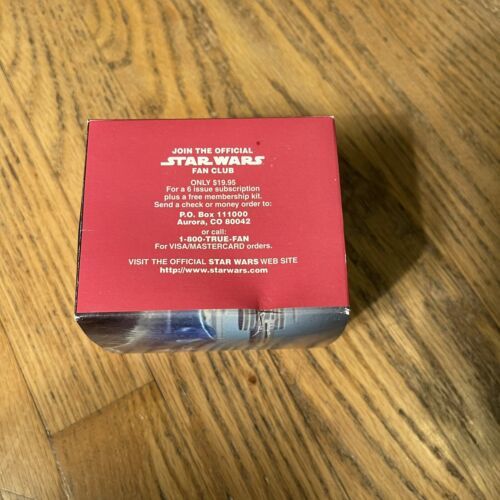 JOIN THE OFFICIAL
STAR WARS
FAN CLUB
ONLY $19.95
For a 6 issue subscription
plus a free membership kit.
Send a check or money order to:
P.O. Box 111000
Aurora, CO 80042
or call:
1-800-TRUE-FAN
For VISA/MASTERCARD orders.
VISIT THE OFFICIAL STAR WARS WEB SITE
http://www.starwars.com